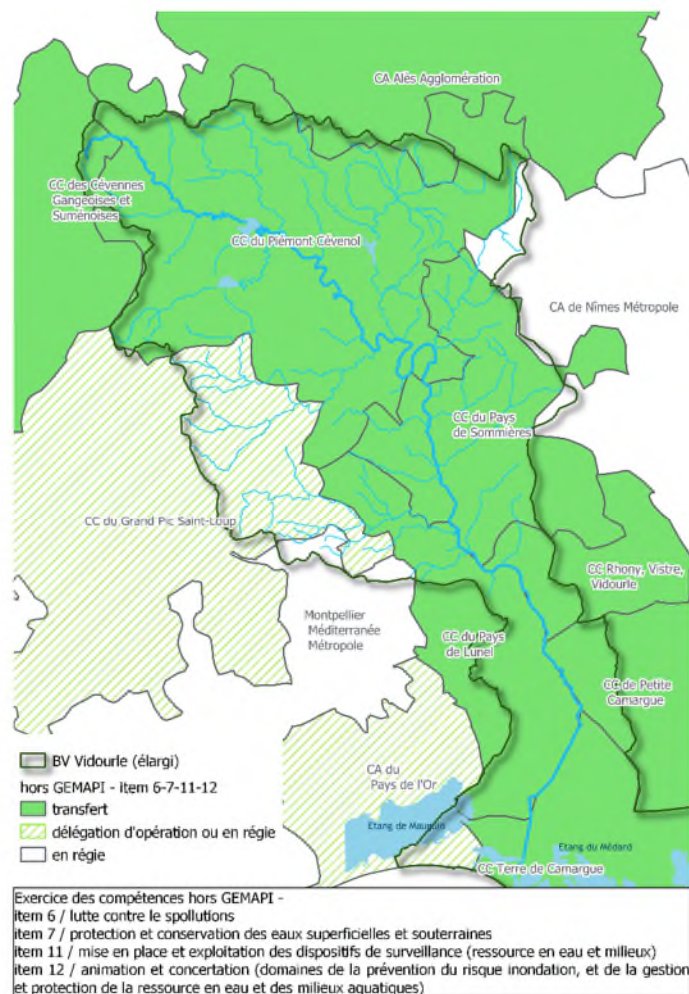 CA Alès Agglomération
CC des Cévennes
Gangeoises et
Suménoises
CC du Piémont Cévenol
CA de Nîmes Métropole
CC du Pays
de Sommières
CC du Grand Pic Saint-Loup
CC Rhony, Vistre,
Vidourle
Montpellier
Méditerranée
Métropole
CC du Pays
de Lunel
CC de Petite
Camargue
CA du
Pays de l'Or
Etang de Mauguio
Etang du Médard
CC Terre de Camargue
BV Vidourle (élargi)
hors GEMAPI - item 6-7-11-12
transfert
délégation d'opération ou en régie
en régie
Exercice des compétences hors GEMAPI -
item 6 / lutte contre le spollutions
item 7 / protection et conservation des eaux superficielles et souterraines
item 11 / mise en place et exploitation des dispositifs de surveillance (ressource en eau et milieux)
item 12 / animation et concertation (domaines de la prévention du risque inondation, et de la gestion
et protection de la ressource en eau et des milieux aquatiques)